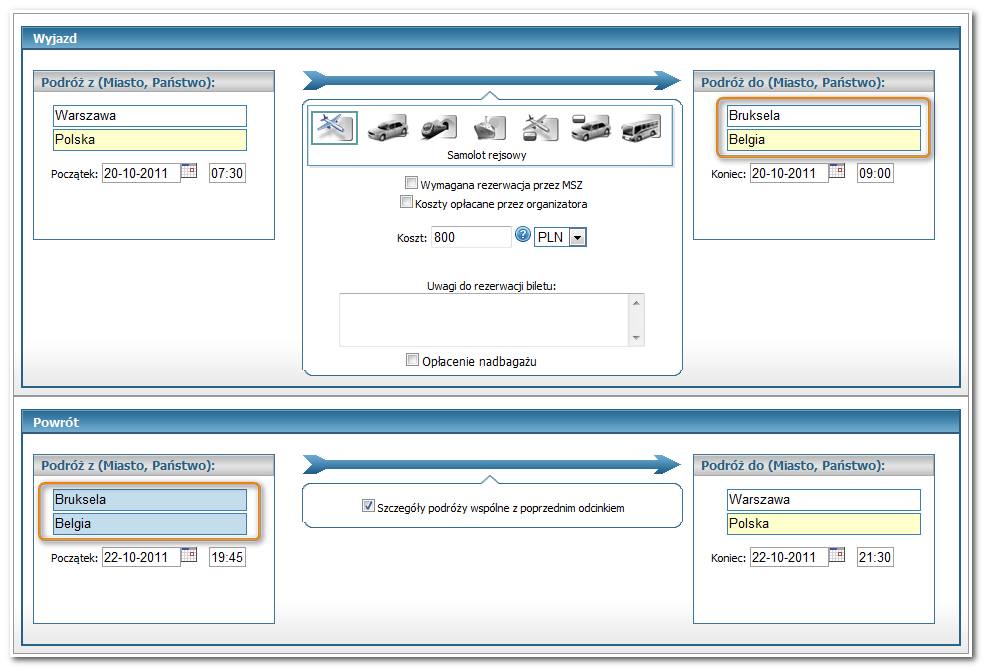 Wyjazd
Podróż z (Miasto, Państwo):
Warszawa
Polska
Początek: 20-10-2011 07:30
Samolot rejsowy
Wymagana rezerwacja przez MSZ
Koszty opłacane przez organizatora
Koszt: 800 ? PLN
Uwagi do rezerwacji biletu:
Opłacenie nadbagażu
Podróż do (Miasto, Państwo):
Bruksela
Belgia
Koniec: 20-10-2011 09:00
Powrót
Podróż z (Miasto, Państwo):
Bruksela
Belgia
Początek: 22-10-2011 19:45
Szczegóły podróży wspólne z poprzednim odcinkiem
Podróż do (Miasto, Państwo):
Warszawa
Polska
Koniec: 22-10-2011 21:30